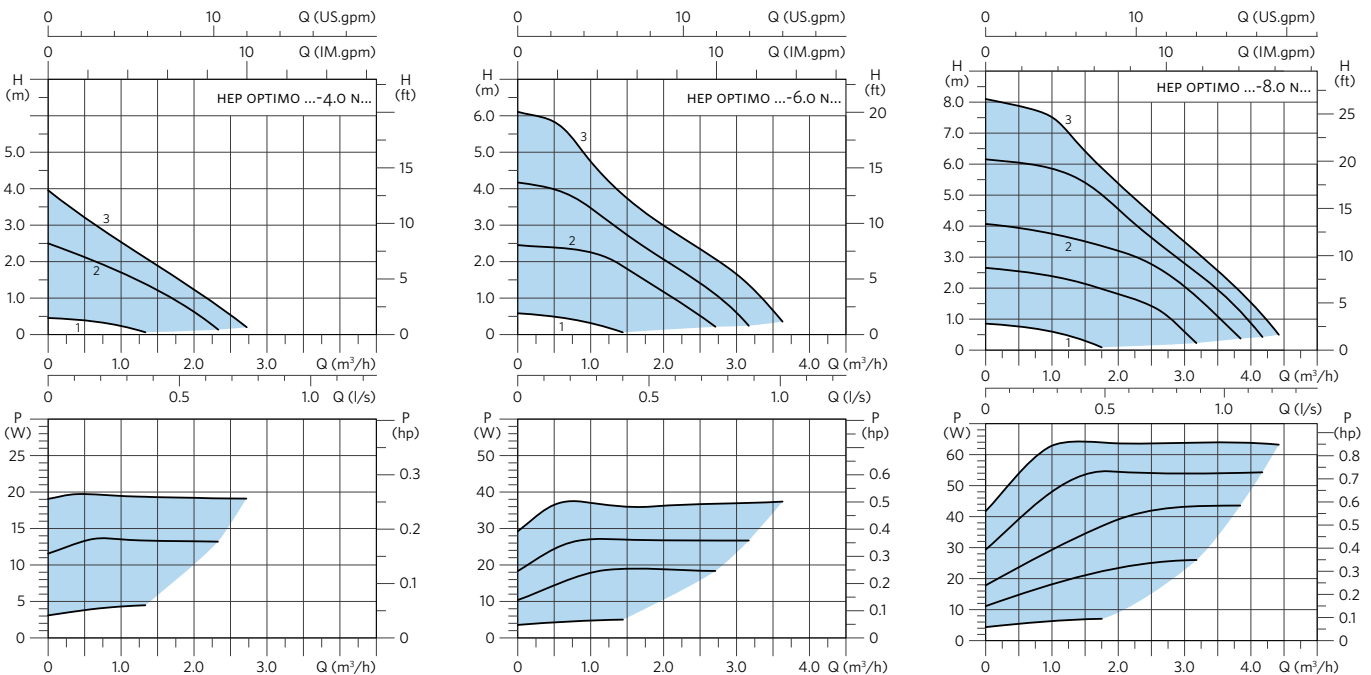 0 10 Q (US.gpm)
0 10 Q (IM.gpm)
H (m) H (ft)
HEP OPTIMO ...-4.0 N...
5.0 15
4.0
3.0 10
2.0
1.0 5
0 0
3
2
1
0 1.0 2.0 3.0 Q (m³/h)
0 0.5 1.0 Q (l/s)
P (W) P (hp)
25
20 0.3
15 0.2
10
5 0.1
0 0
0 1.0 2.0 3.0 Q (m³/h)
0 10 Q (US.gpm)
0 10 Q (IM.gpm)
H (m) H (ft)
HEP OPTIMO ...-6.0 N...
6.0 20
5.0 15
4.0
3.0 10
2.0
1.0 5
0 0
3
2
1
0 1.0 2.0 3.0 4.0 Q (m³/h)
0 0.5 1.0 Q (l/s)
P (W) P (hp)
50
40 0.6
30 0.5
20 0.4
10 0.3
0 0.2
0.1
0
0 1.0 2.0 3.0 4.0 Q (m³/h)
0 10 Q (US.gpm)
0 10 Q (IM.gpm)
H (m) H (ft)
HEP OPTIMO ...-8.0 N...
8.0 25
7.0
6.0 20
5.0 15
4.0
3.0 10
2.0
1.0 5
0 0
3
2
1
0 1.0 2.0 3.0 4.0 Q (m³/h)
0 0.5 1.0 Q (l/s)
P (W) P (hp)
60 0.8
50 0.7
40 0.6
30 0.5
20 0.4
10 0.3
0 0.2
0.1
0
0 1.0 2.0 3.0 4.0 Q (m³/h)